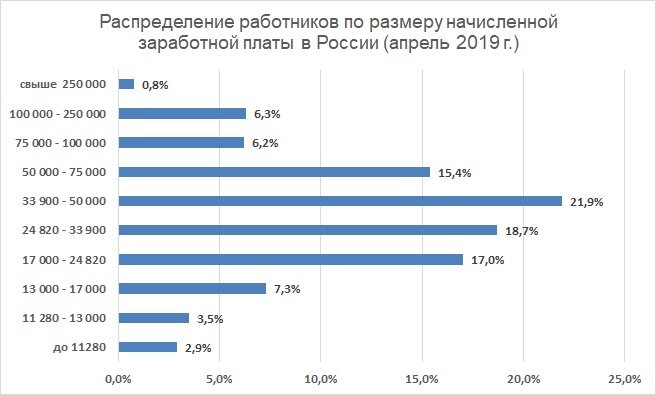 Распределение работников по размеру начисленной
заработной платы в России (апрель 2019 г.)
свыше 250 000
0,8%
100 000 - 250 000
6,3%
75 000 - 100 000
6,2%
50 000 - 75 000
15,4%
33 900 - 50 000
21,9%
24 820 - 33 900
18,7%
17 000 - 24 820
17,0%
13 000 - 17 000
7,3%
11 280 - 13 000
3,5%
до 11280
2,9%
0,0% 5,0% 10,0% 15,0% 20,0% 25,0%